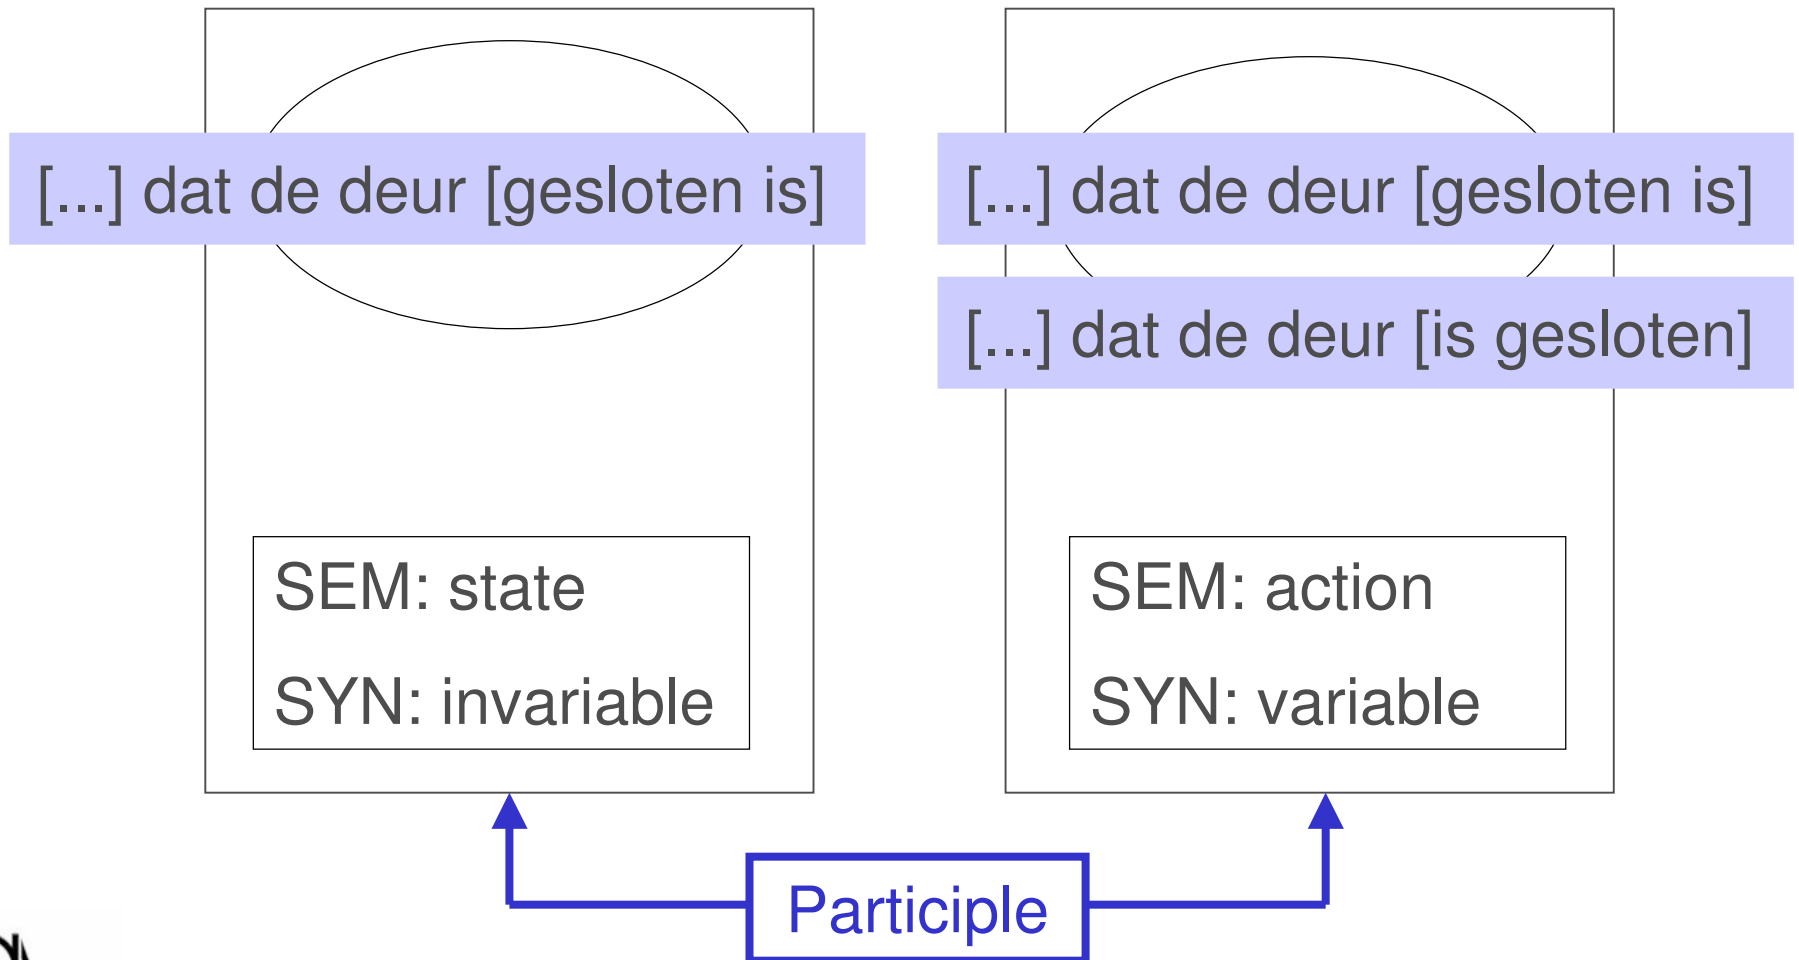 [...] dat de deur [gesloten is]
SEM: state
SYN: invariable
[...] dat de deur [gesloten is]
[...] dat de deur [is gesloten]
SEM: action
SYN: variable
Participle